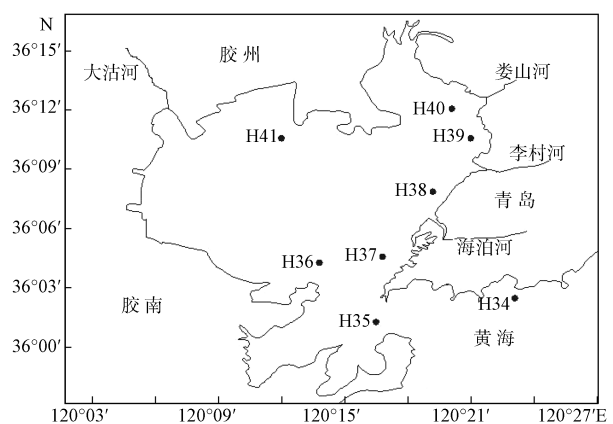 N
36°15′
胶州
大沽河
娄山河
36°12′
H40
H41
H39
36°09′
李村河
H38
青岛
36°06′
海泊河
H36
H37
36°03′
胶南
H34
H35
黄海
36°00′
120°03′
120°09′
120°15′
120°21′
120°27′E